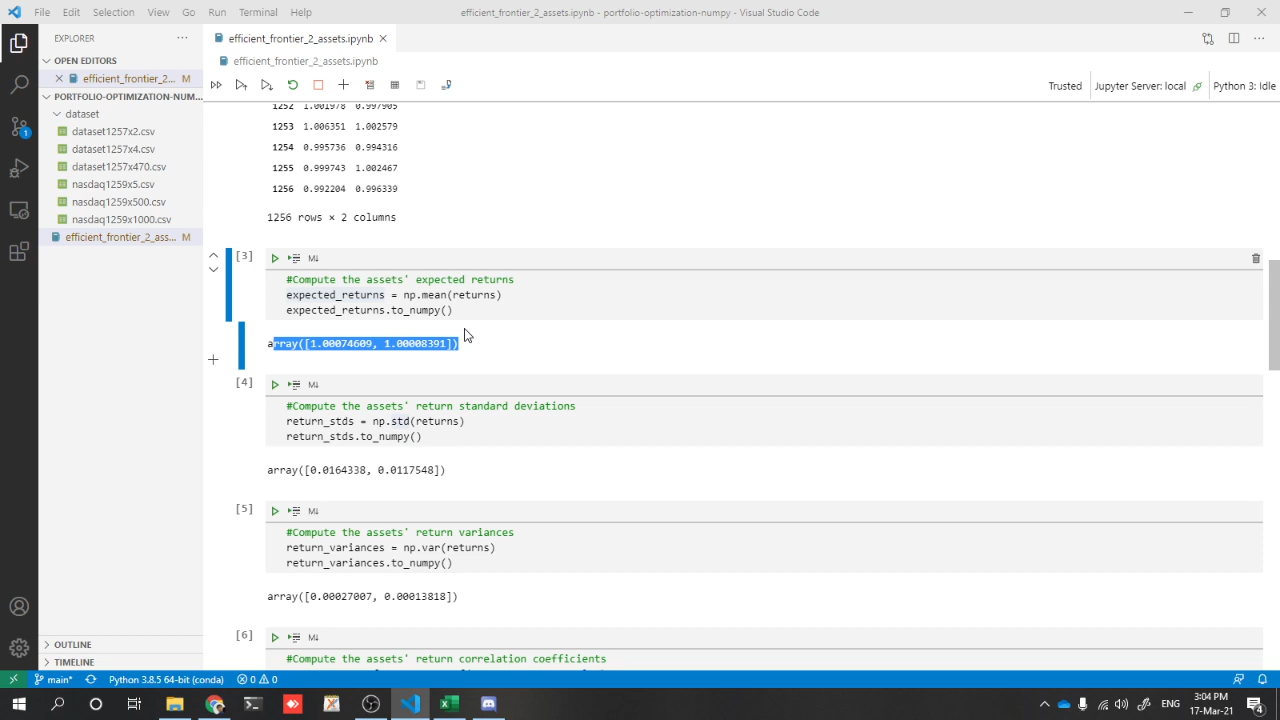 File Edit Selection View Go Run Terminal Help
efficient_frontier_2_assets.ipynb - portfolio-optimization-numpy - Visual Studio Code
EXPLORER
efficient_frontier_2_assets.ipynb
OPEN EDITORS
efficient_frontier_2... M
PORTFOLIO-OPTIMIZATION-NUM...
dataset
dataset1257x2.csv
dataset1257x4.csv
dataset1257x470.csv
nasdaq1259x5.csv
nasdaq1259x500.csv
nasdaq1259x1000.csv
efficient_frontier_2_ass... M
OUTLINE
TIMELINE
1
efficient_frontier_2_assets.ipynb
Trusted
Jupyter Server: local
Python 3: Idle
1252 1.001978 0.997905
1253 1.006351 1.002579
1254 0.995736 0.994316
1255 0.999743 1.002467
1256 0.992204 0.996339
1256 rows × 2 columns
[3]
M↓
#Compute the assets' expected returns
expected_returns = np.mean(returns)
expected_returns.to_numpy()
array([1.00074609, 1.00008391])
[4]
M↓
#Compute the assets' return standard deviations
return_stds = np.std(returns)
return_stds.to_numpy()
array([0.0164338, 0.0117548])
[5]
M↓
#Compute the assets' return variances
return_variances = np.var(returns)
return_variances.to_numpy()
array([0.00027007, 0.00013818])
[6]
M↓
#Compute the assets' return correlation coefficients
main* Python 3.8.5 64-bit (conda) 0 0
ENG
3:04 PM
17-Mar-21
4